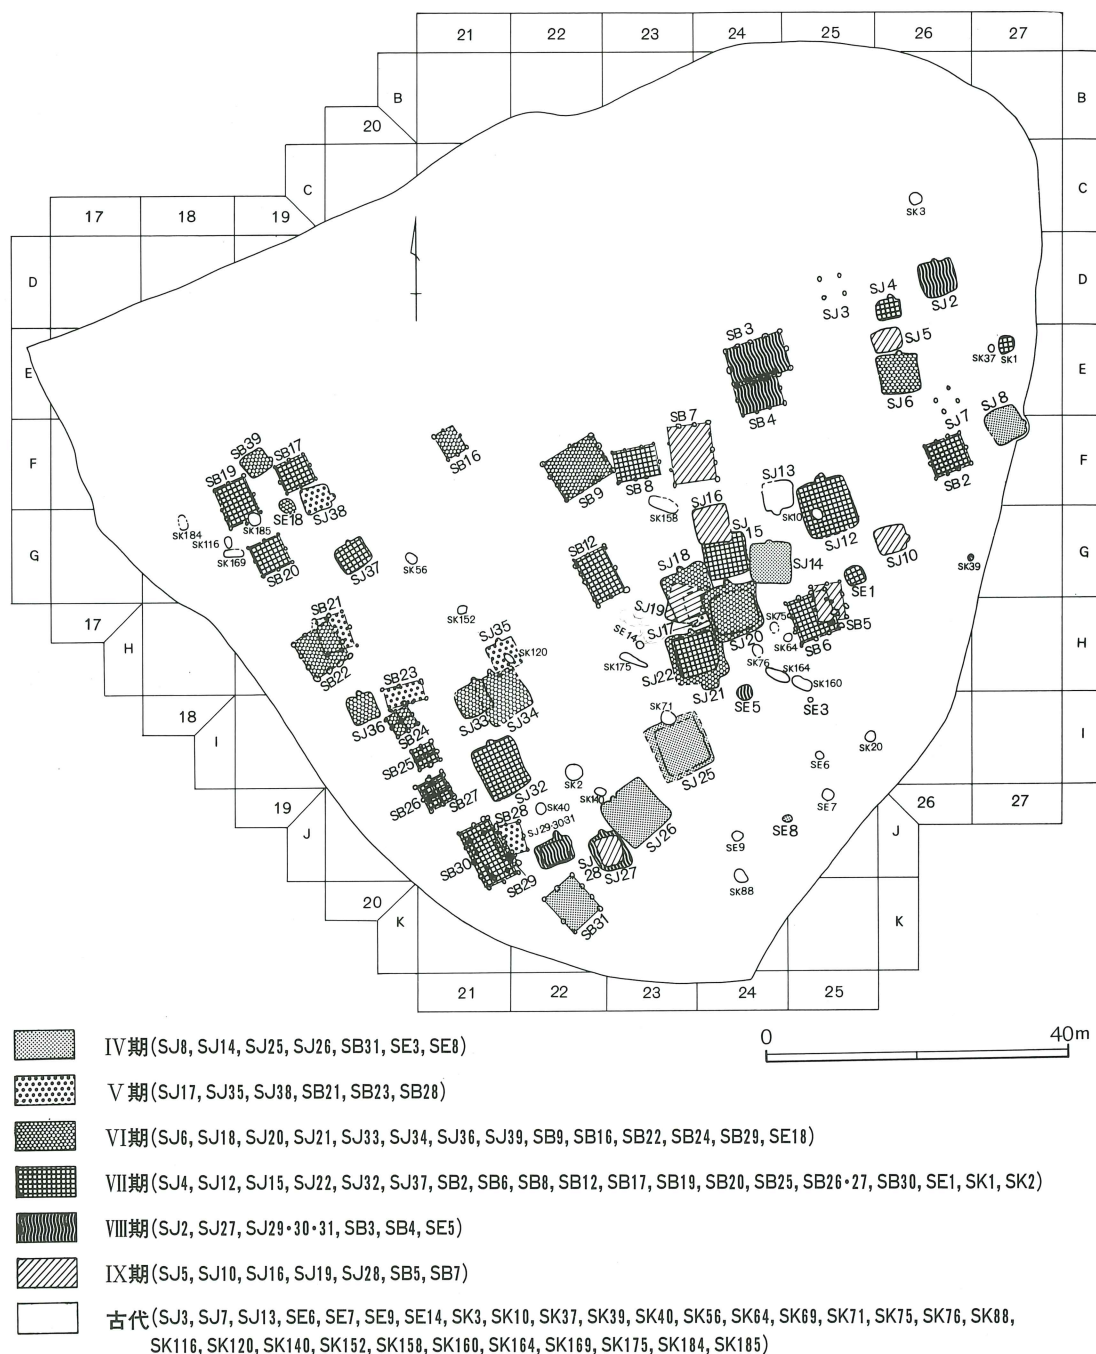 21 22 23 24 25 26 27
B B
20
C C
17 18 19
SK3
D D
SJ4 SJ2
SJ3
SB3 SJ5
SK37 SK1
E E
SJ6
SB4 SJ7 SJ8
SB7
SB39 SB17 SB16
F F
SB19 SB9 SB8 SJ13 SB2
SE18 SJ38 SJ16
SK184 SK185 SK158 SK10 SJ12
SK116 SJ15
G SB12 SJ18 SJ14 SJ10 G
SK169 SB20 SJ37 SK56 SK39
SE1
SB21 SK152 SJ19 SK75 SB5
17 SE14 SJ17 SK64 SB6
H SJ35 SJ20 H
SB22 SK120 SK175 SJ22 SK76 SK164
SB23 SJ21 SK160
18 SJ33 SJ34 SE5 SE3
SJ36 SB24 SK71
I I
SB25 SJ25 SK20
SE6
SB26 SB27 SJ32 SK2
19 SK140 SE7 26 27
SB28 SK40
J SJ29・30・31 SJ26 SE8 J
SB30 SE9
SB29 SJ28 SJ27
20 SK88
K SB31 K
21 22 23 24 25
0 40m
Ⅳ期(SJ8, SJ14, SJ25, SJ26, SB31, SE3, SE8)
Ⅴ期(SJ17, SJ35, SJ38, SB21, SB23, SB28)
Ⅵ期(SJ6, SJ18, SJ20, SJ21, SJ33, SJ34, SJ36, SJ39, SB9, SB16, SB22, SB24, SB29, SE18)
Ⅶ期(SJ4, SJ12, SJ15, SJ22, SJ32, SJ37, SB2, SB6, SB8, SB12, SB17, SB19, SB20, SB25, SB26・27, SB30, SE1, SK1, SK2)
Ⅷ期(SJ2, SJ27, SJ29・30・31, SB3, SB4, SE5)
Ⅸ期(SJ5, SJ10, SJ16, SJ19, SJ28, SB5, SB7)
古代(SJ3, SJ7, SJ13, SE6, SE7, SE9, SE14, SK3, SK10, SK37, SK39, SK40, SK56, SK64, SK69, SK71, SK75, SK76, SK88,
SK116, SK120, SK140, SK152, SK158, SK160, SK164, SK169, SK175, SK184, SK185)